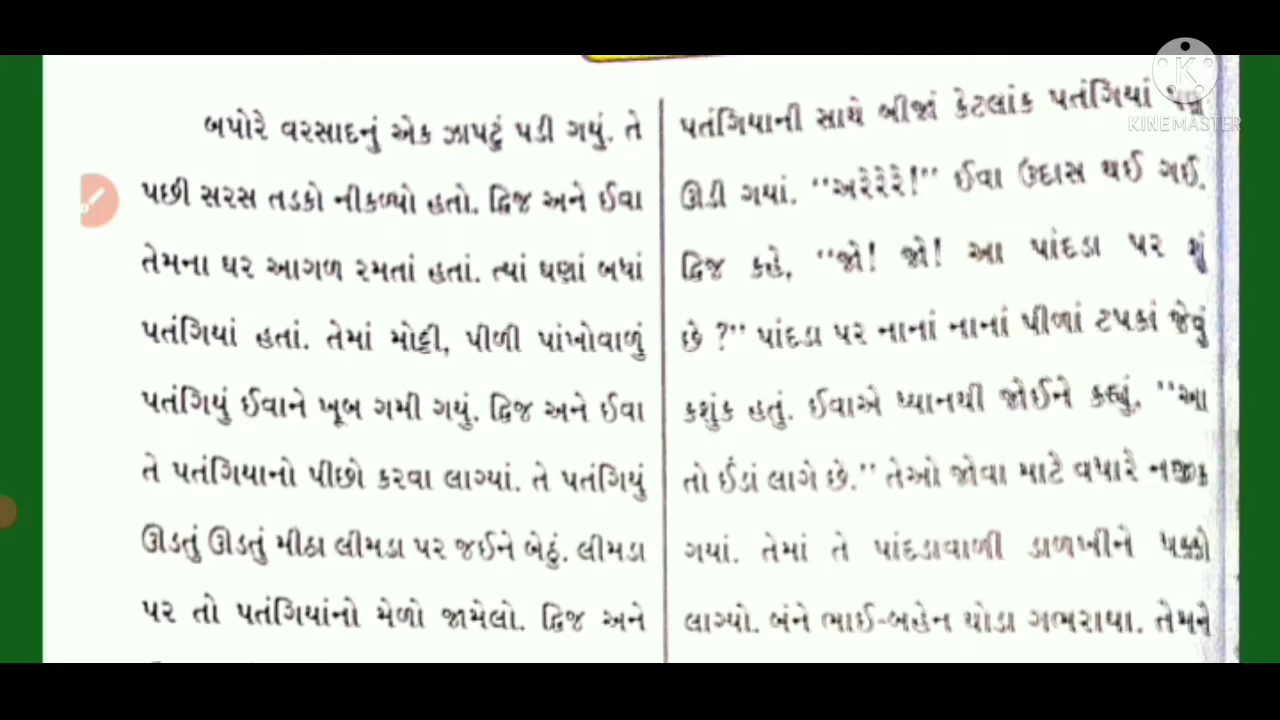 બપોરે વરસાદનું એક ઝાપટું પડી ગયું. તે
પછી સરસ તડકો નીકળ્યો હતો. દ્વિજ અને ઈવા
તેમના ઘર આગળ રમતાં હતાં. ત્યાં ઘણાં બધાં
પતંગિયાં હતાં. તેમાં મોટ્ટી, પીળી પાંખોવાળું
પતંગિયું ઈવાને ખૂબ ગમી ગયું. દ્વિજ અને ઈવા
તે પતંગિયાનો પીછો કરવા લાગ્યાં. તે પતંગિયું
ઊડતું ઊડતું મીઠા લીમડા પર જઈને બેઠું. લીમડા
પર તો પતંગિયાંનો મેળો જામેલો. દ્વિજ અને
પતંગિયાની સાથે બીજાં કેટલાંક પતંગિયાં પણ
ઊડી ગયાં. "અરેરેરે!" ઈવા ઉદાસ થઈ ગઈ.
દ્વિજ કહે, "જો! જો! આ પાંદડા પર શું
છે ?" પાંદડા પર નાનાં નાનાં પીળાં ટપકાં જેવું
કશુંક હતું. ઈવાએ ધ્યાનથી જોઈને કહ્યું, "આ
તો ઈંડાં લાગે છે." તેઓ જોવા માટે વધારે નજીક
ગયાં. તેમાં તે પાંદડાવાળી ડાળખીને ધક્કો
લાગ્યો. બંને ભાઈ-બહેન થોડા ગભરાયા. તેમને
KINEMASTER